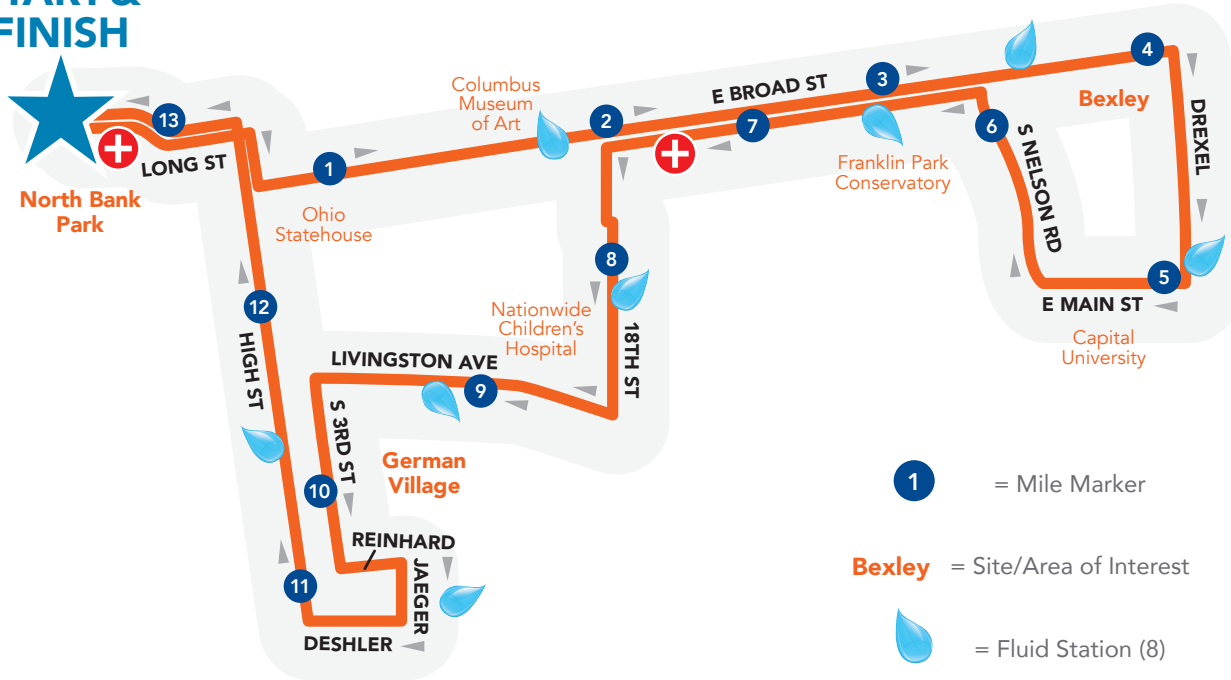 FINISH
North Bank
Park
13
LONG ST
1
Ohio
Statehouse
Columbus
Museum
of Art
2
E BROAD ST
3
4
7
Franklin Park
Conservatory
Bexley
DREXEL
6
S NELSON RD
5
E MAIN ST
Capital
University
8
18TH ST
Nationwide
Children's
Hospital
LIVINGSTON AVE
9
S 3RD ST
German
Village
10
REINHARD
JAEGER
DESHLER
11
HIGH ST
12
1 = Mile Marker
Bexley = Site/Area of Interest
= Fluid Station (8)